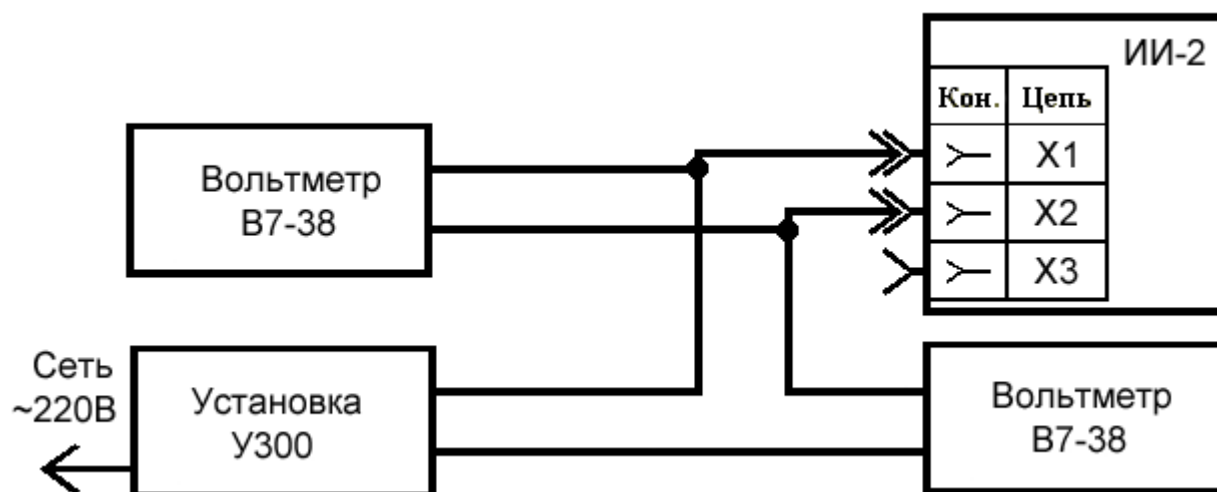 ИИ-2
Кон. Цепь
X1
X2
X3
Вольтметр
В7-38
Сеть
~220В
Установка
У300
Вольтметр
В7-38